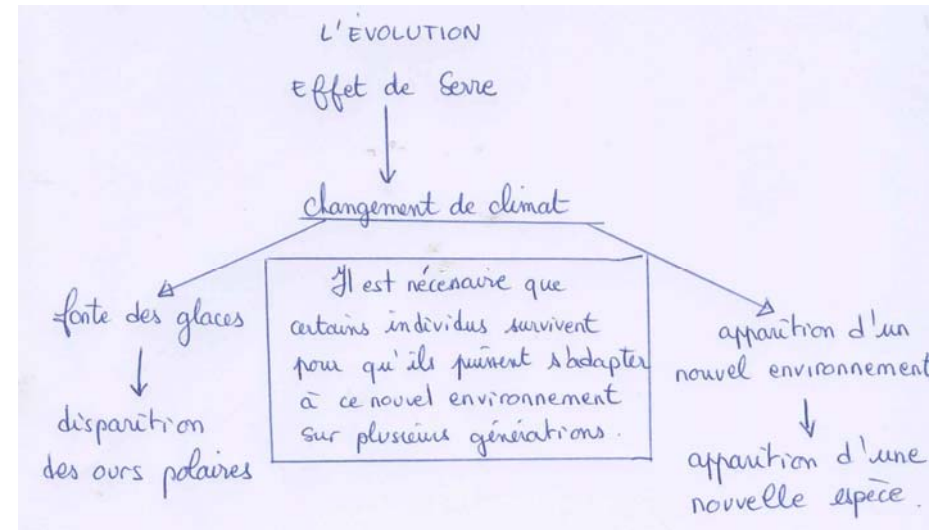 L'ÉVOLUTION
Effet de Serre
changement de climat
fonte des glaces
disparition
des ours polaires
Il est nécessaire que
certains individus survivent
pour qu'ils puissent s'adapter
à ce nouvel environnement
sur plusieurs générations.
apparition d'un
nouvel environnement
apparition d'une
nouvelle espèce.